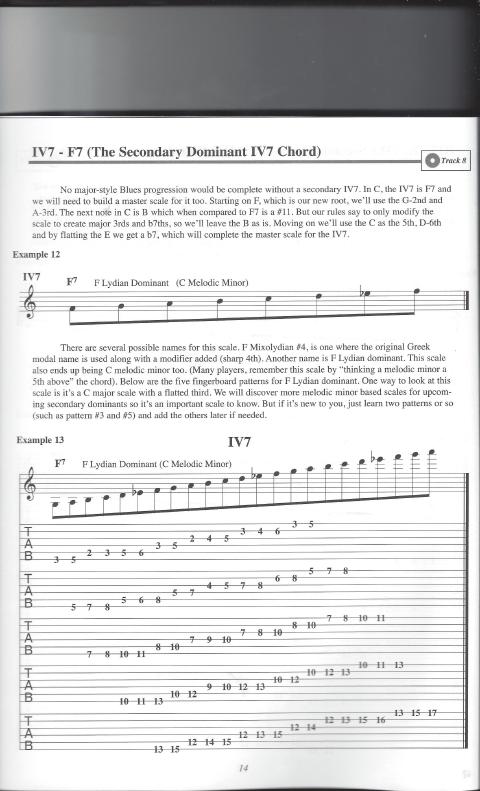 IV7 - F7 (The Secondary Dominant IV7 Chord)
Track 8
No major-style Blues progression would be complete without a secondary IV7. In C, the IV7 is F7 and
we will need to build a master scale for it too. Starting on F, which is our new root, we'll use the G-2nd and
A-3rd. The next note in C is B which when compared to F7 is a #11. But our rules say to only modify the
scale to create major 3rds and b7ths, so we'll leave the B as is. Moving on we'll use the C as the 5th, D-6th
and by flatting the E we get a b7, which will complete the master scale for the IV7.
Example 12
IV7
F7 F Lydian Dominant (C Melodic Minor)
There are several possible names for this scale. F Mixolydian #4, is one where the original Greek
modal name is used along with a modifier added (sharp 4th). Another name is F Lydian dominant. This scale
also ends up being C melodic minor too. (Many players, remember this scale by "thinking a melodic minor a
5th above" the chord). Below are the five fingerboard patterns for F Lydian dominant. One way to look at this
scale is it's a C major scale with a flatted third. We will discover more melodic minor based scales for upcom-
ing secondary dominants so it's an important scale to know. But if it's new to you, just learn two patterns or so
(such as pattern #3 and #5) and add the others later if needed.
Example 13
IV7
F7 F Lydian Dominant (C Melodic Minor)
TAB 3 5 2 3 5 6 3 5 2 4 5 3 4 6 3 5
TAB 5 7 8 5 6 8 5 7 4 5 7 8 6 8 5 7 8
TAB 7 8 10 11 8 10 7 9 10 7 8 10 8 10 7 8 10 11
TAB 10 11 13 10 12 9 10 12 13 10 12 10 12 13 10 11 13
TAB 13 15 12 14 15 12 13 15 12 14 12 13 15 16 13 15 17
14